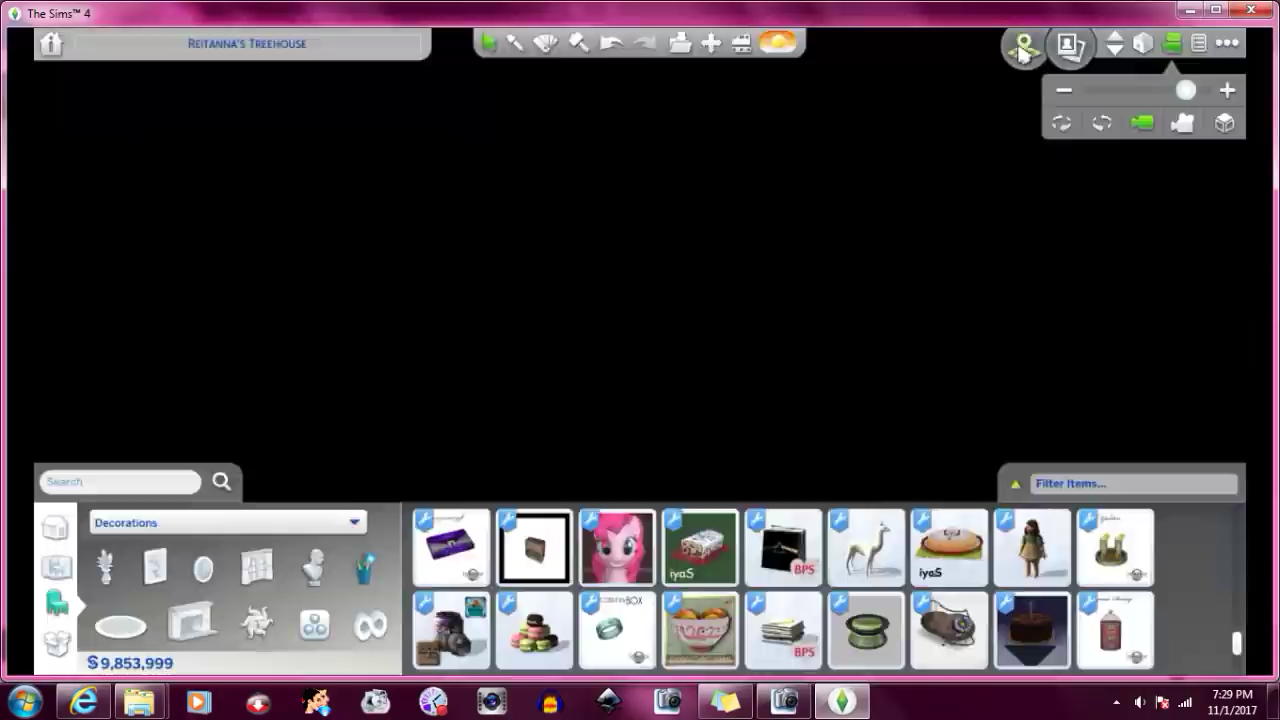 The Sims™ 4
REITANNA'S TREEHOUSE
Search
Filter Items...
Decorations
iyaS
BPS
iyaS
BPS
§9,853,999
7:29 PM
11/1/2017